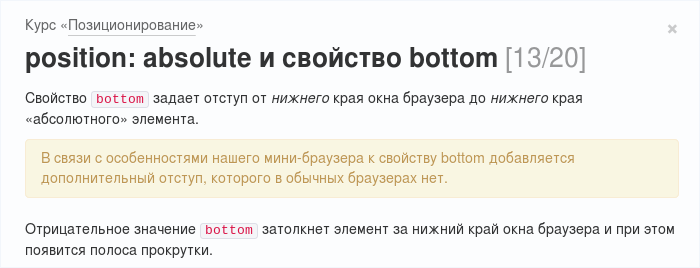 Курс «Позиционирование»
×
position: absolute и свойство bottom [13/20]
Свойство bottom задает отступ от нижнего края окна браузера до нижнего края
«абсолютного» элемента.
В связи с особенностями нашего мини-браузера к свойству bottom добавляется
дополнительный отступ, которого в обычных браузерах нет.
Отрицательное значение bottom затолкнет элемент за нижний край окна браузера и при этом
появится полоса прокрутки.